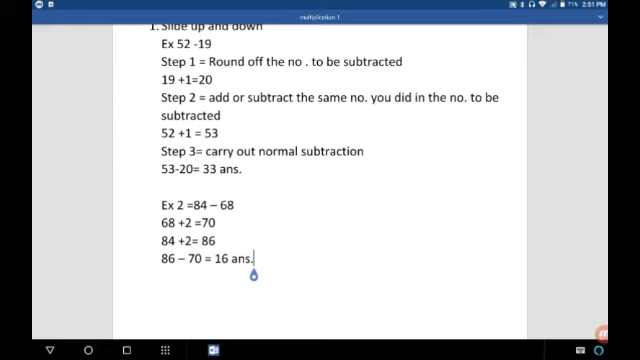 71% 2:51 PM
multiplication 1
1. Slide up and down
Ex 52 -19
Step 1 = Round off the no . to be subtracted
19 +1=20
Step 2 = add or subtract the same no. you did in the no. to be
subtracted
52 +1 = 53
Step 3= carry out normal subtraction
53-20= 33 ans.
Ex 2 =84 – 68
68 +2 =70
84 +2= 86
86 – 70 = 16 ans.